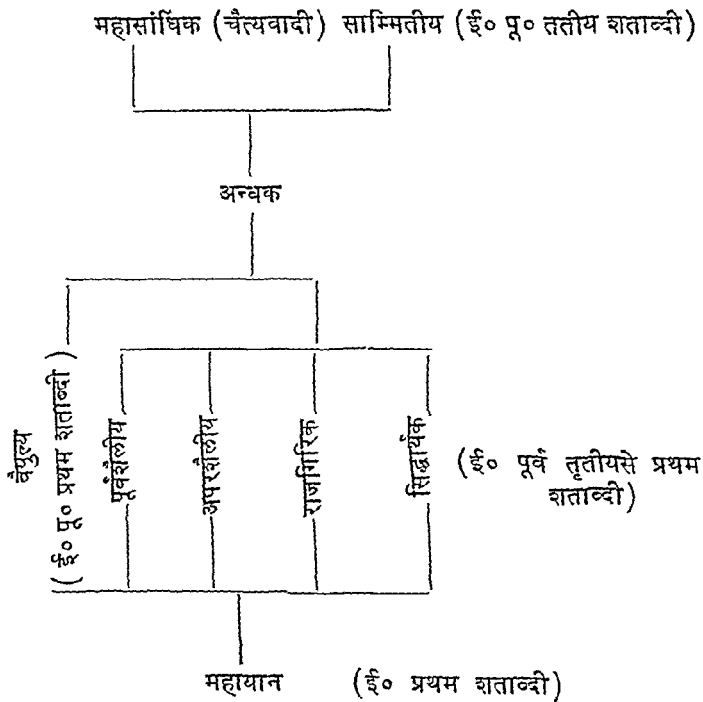 महासांघिक (चैत्यवादी) साम्मितीय (ई० पू० ततीय शताब्दी)
अन्धक
वैपुल्य
(ई० पू० प्रथम शताब्दी)
पूर्वशैलीय
अपरशैलीय
राजगिरिक
सिद्धार्थक
(ई० पूर्व तृतीयसे प्रथम
शताब्दी)
महायान (ई० प्रथम शताब्दी)